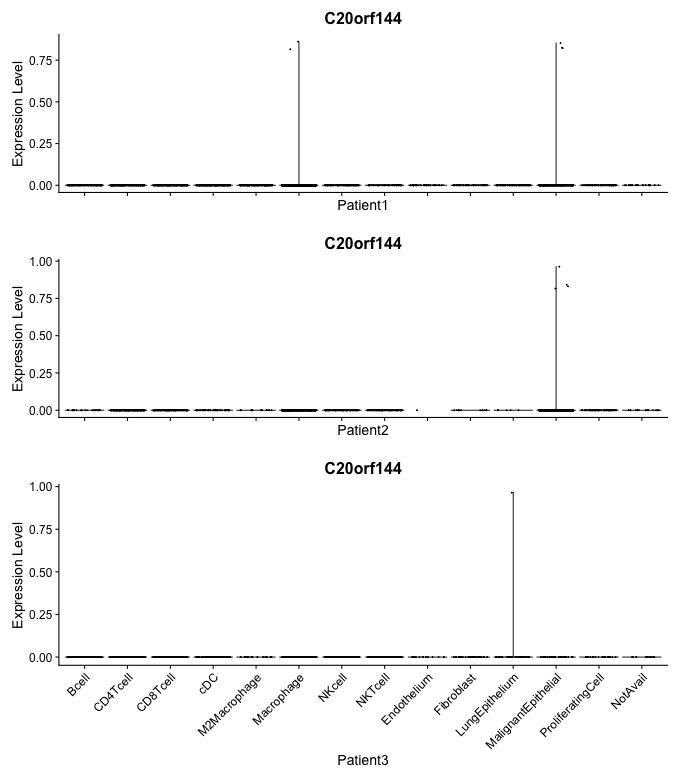 C20orf144
Expression Level
0.75
0.50
0.25
0.00
Patient1
C20orf144
Expression Level
1.00
0.75
0.50
0.25
0.00
Patient2
C20orf144
Expression Level
1.00
0.75
0.50
0.25
0.00
Bcell
CD4Tcell
CD8Tcell
cDC
M2Macrophage
Macrophage
NKcell
NKTcell
Endothelium
Fibroblast
LungEpithelium
MalignantEpithelial
ProliferatingCell
NotAvail
Patient3